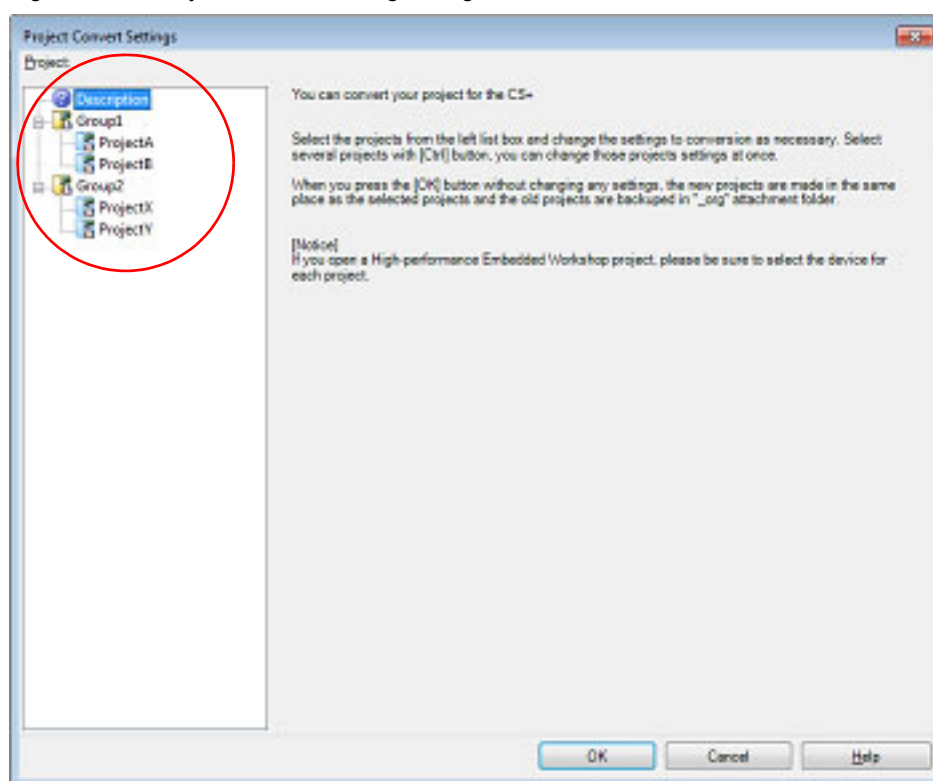 Project Convert Settings
Project:
Description
Group1
ProjectA
ProjectB
Group2
ProjectX
ProjectY
You can convert your project for the CS+
Select the projects from the left list box and change the settings to conversion as necessary. Select
several projects with [Ctrl] button, you can change those projects settings at once.
When you press the [OK] button without changing any settings, the new projects are made in the same
place as the selected projects and the old projects are backuped in "_org" attachment folder.
[Notice]
If you open a High-performance Embedded Workshop project, please be sure to select the device for
each project.
OK
Cancel
Help